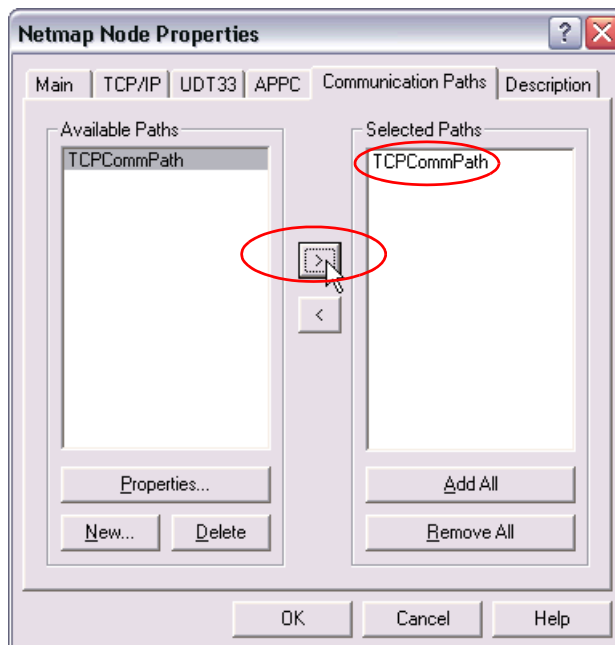 Netmap Node Properties
?
Main TCP/IP UDT33 APPC Communication Paths Description
Available Paths
TCPCommPath
Selected Paths
TCPCommPath
>
<
Properties...
New... Delete
Add All
Remove All
OK Cancel Help